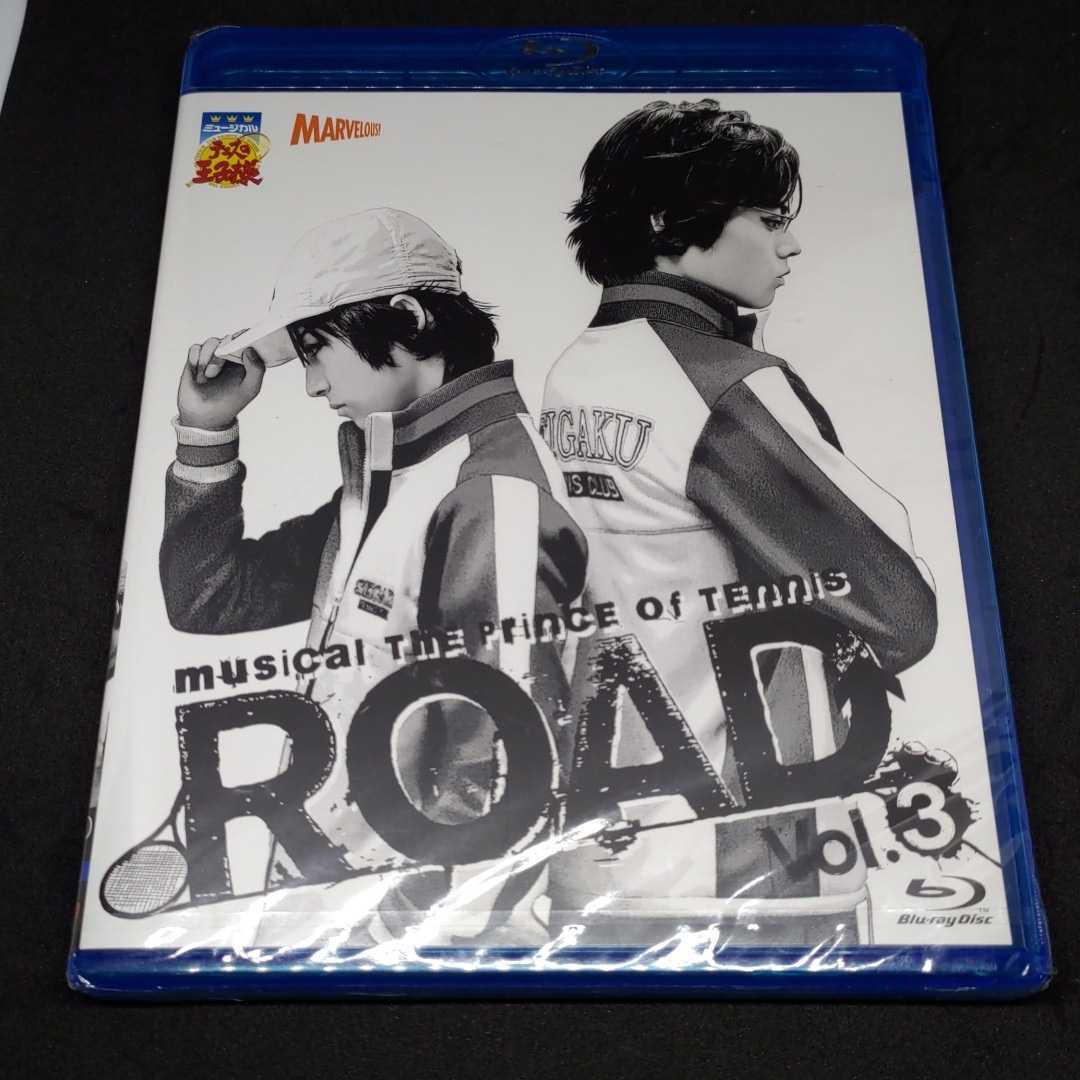 ミュージカル
テニスの
王子様
MARVELOUS!
SEIGAKU
musical THE PrincE Of TEnnis
ROAD
Vol.3
Blu-ray Disc